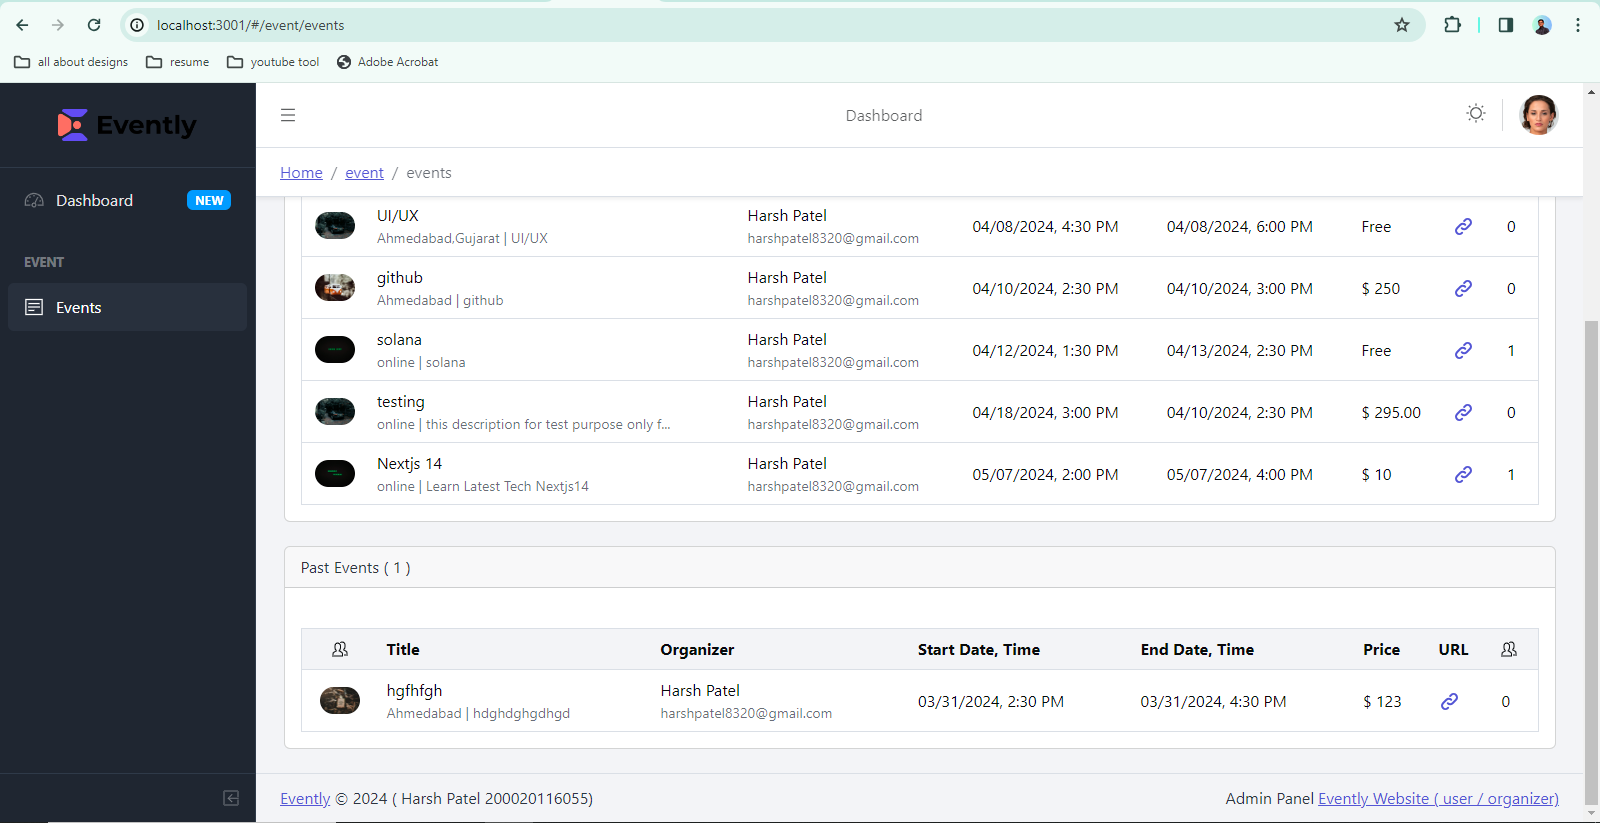 localhost:3001/#/event/events
all about designs resume youtube tool Adobe Acrobat
Evently
Dashboard
Dashboard NEW
Home / event / events
EVENT
Events
UI/UX Harsh Patel 04/08/2024, 4:30 PM 04/08/2024, 6:00 PM Free 0
Ahmedabad,Gujarat | UI/UX harshpatel8320@gmail.com
github Harsh Patel 04/10/2024, 2:30 PM 04/10/2024, 3:00 PM $ 250 0
Ahmedabad | github harshpatel8320@gmail.com
solana Harsh Patel 04/12/2024, 1:30 PM 04/13/2024, 2:30 PM Free 1
online | solana harshpatel8320@gmail.com
testing Harsh Patel 04/18/2024, 3:00 PM 04/10/2024, 2:30 PM $ 295.00 0
online | this description for test purpose only f... harshpatel8320@gmail.com
Nextjs 14 Harsh Patel 05/07/2024, 2:00 PM 05/07/2024, 4:00 PM $ 10 1
online | Learn Latest Tech Nextjs14 harshpatel8320@gmail.com
Past Events ( 1 )
Title Organizer Start Date, Time End Date, Time Price URL
hgfhfgh Harsh Patel 03/31/2024, 2:30 PM 03/31/2024, 4:30 PM $ 123 0
Ahmedabad | hdghdghgdhgd harshpatel8320@gmail.com
Evently © 2024 ( Harsh Patel 200020116055) Admin Panel Evently Website ( user / organizer)